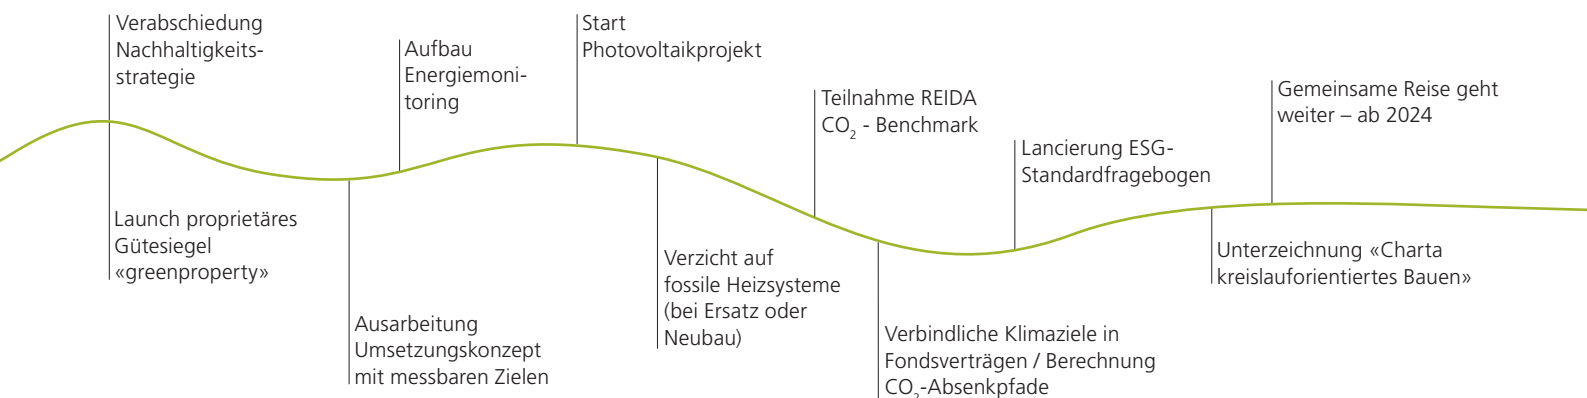 Verabschiedung
Nachhaltigkeits-
strategie
Launch proprietäres
Gütesiegel
«greenproperty»
Ausarbeitung
Umsetzungskonzept
mit messbaren Zielen
Aufbau
Energiemoni-
toring
Start
Photovoltaikprojekt
Verzicht auf
fossile Heizsysteme
(bei Ersatz oder
Neubau)
Teilnahme REIDA
CO₂ - Benchmark
Verbindliche Klimaziele in
Fondsverträgen / Berechnung
CO₂-Absenkpfade
Lancierung ESG-
Standardfragebogen
Unterzeichnung «Charta
kreislauforientiertes Bauen»
Gemeinsame Reise geht
weiter – ab 2024